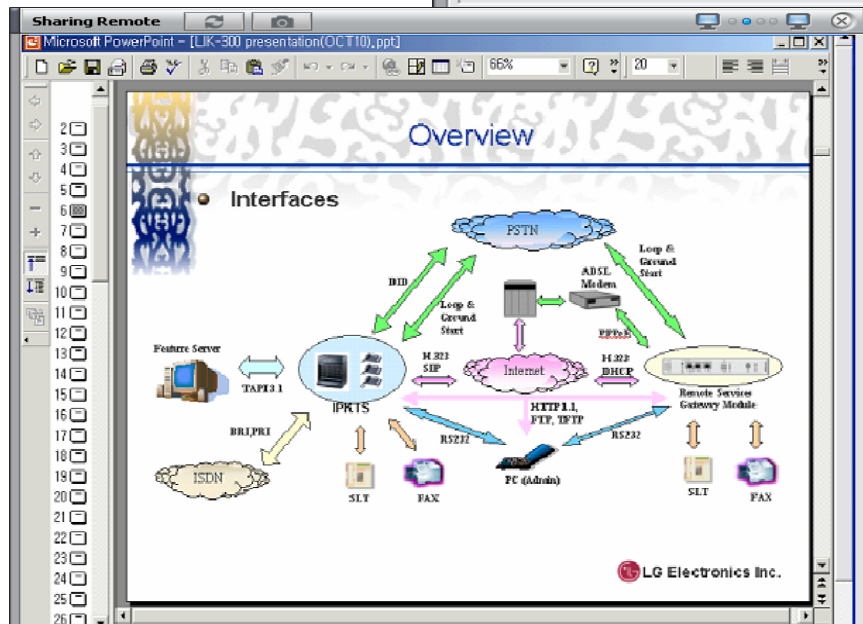 Sharing Remote
Microsoft PowerPoint - [LIK-300 presentation(OCT10).ppt]
66%
20
2
3
4
5
6
7
8
9
10
11
12
13
14
15
16
17
18
19
20
21
22
23
24
25
26
Overview
Interfaces
PSTN
DID
Loop &
Ground
Start
ADSL
Modem
Loop &
Ground
Start
PPPoE
Feature Server
TAPI 3.1
IPKTS
H.323
SIP
Internet
H.323
DHCP
Remote Services
Gateway Module
HTTP1.1,
FTP, TFTP
BRI,PRI
RS232
RS232
ISDN
SLT
FAX
PC (Admin)
SLT
FAX
LG Electronics Inc.